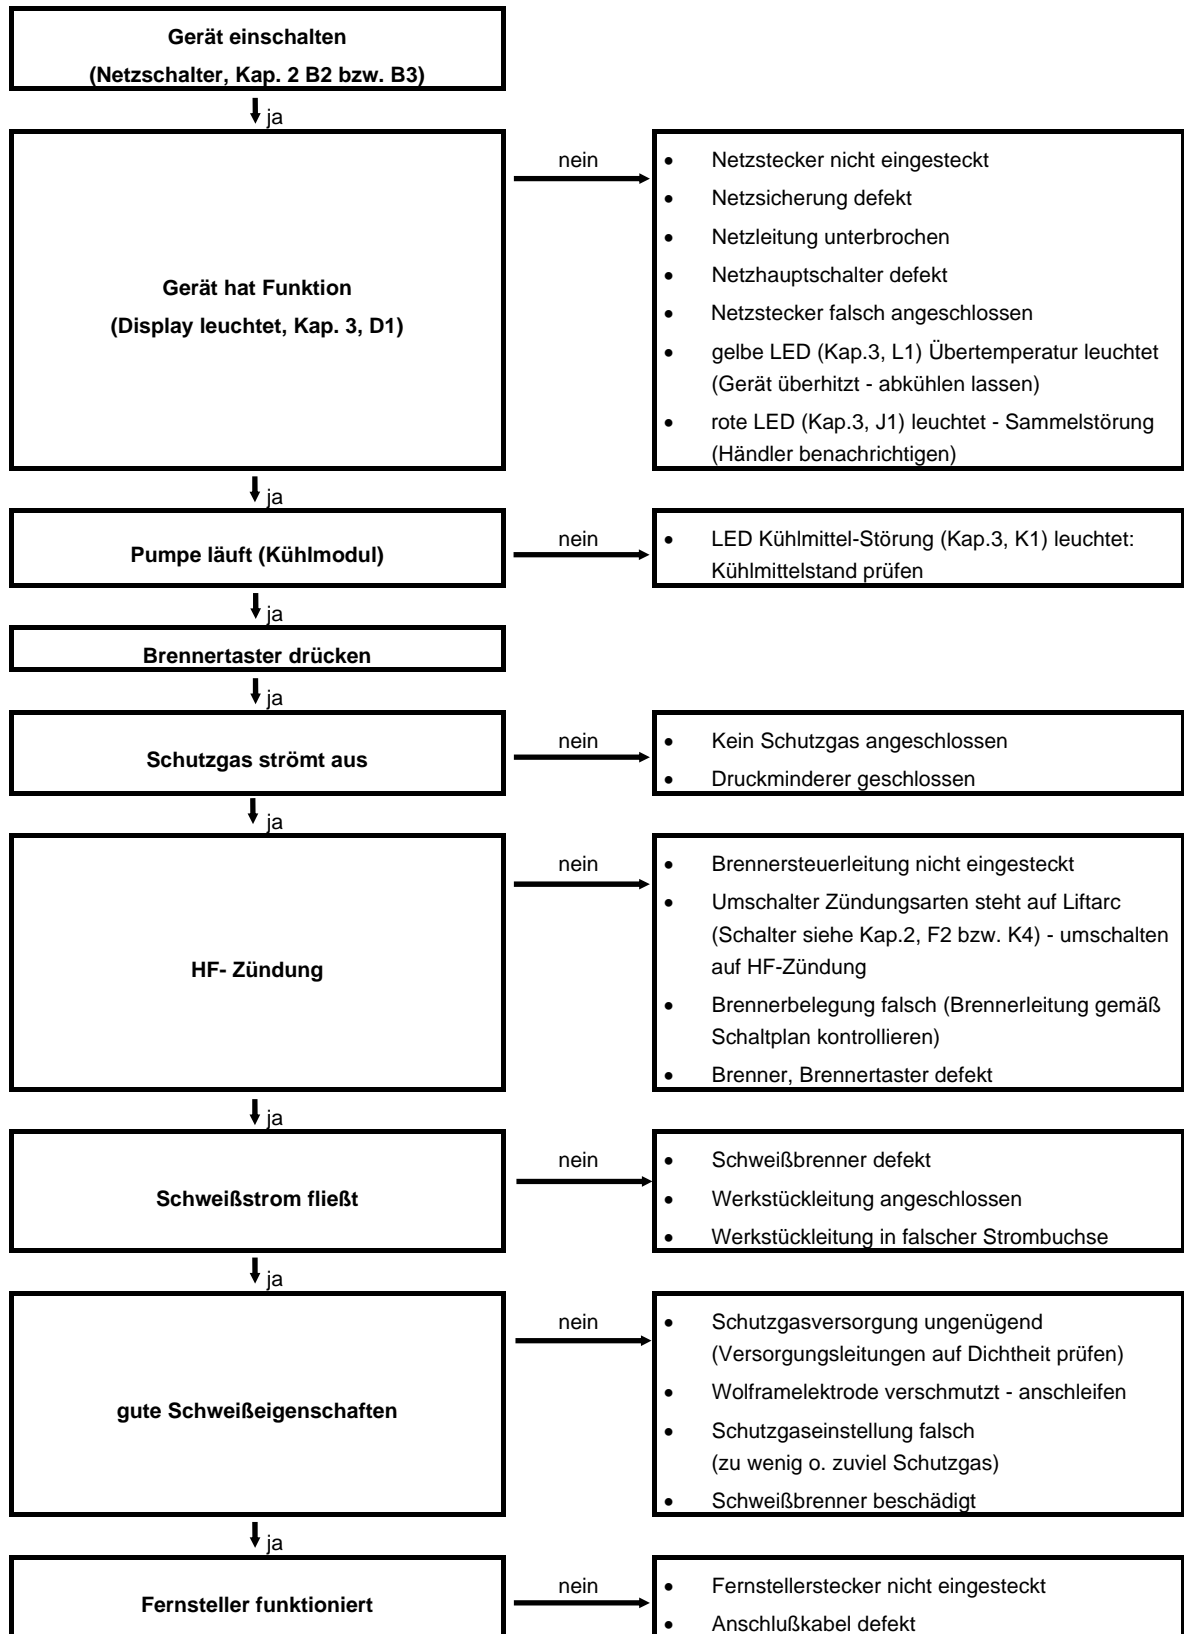 Gerät einschalten
(Netzschalter, Kap. 2 B2 bzw. B3)
ja
Gerät hat Funktion
(Display leuchtet, Kap. 3, D1)
nein
• Netzstecker nicht eingesteckt
• Netzsicherung defekt
• Netzleitung unterbrochen
• Netzhauptschalter defekt
• Netzstecker falsch angeschlossen
• gelbe LED (Kap.3, L1) Übertemperatur leuchtet
(Gerät überhitzt - abkühlen lassen)
• rote LED (Kap.3, J1) leuchtet - Sammelstörung
(Händler benachrichtigen)
ja
Pumpe läuft (Kühlmodul)
nein
• LED Kühlmittel-Störung (Kap.3, K1) leuchtet:
Kühlmittelstand prüfen
ja
Brennertaster drücken
ja
Schutzgas strömt aus
nein
• Kein Schutzgas angeschlossen
• Druckminderer geschlossen
ja
HF- Zündung
nein
• Brennersteuerleitung nicht eingesteckt
• Umschalter Zündungsarten steht auf Liftarc
(Schalter siehe Kap.2, F2 bzw. K4) - umschalten
auf HF-Zündung
• Brennerbelegung falsch (Brennerleitung gemäß
Schaltplan kontrollieren)
• Brenner, Brennertaster defekt
ja
Schweißstrom fließt
nein
• Schweißbrenner defekt
• Werkstückleitung angeschlossen
• Werkstückleitung in falscher Strombuchse
ja
gute Schweißeigenschaften
nein
• Schutzgasversorgung ungenügend
(Versorgungsleitungen auf Dichtheit prüfen)
• Wolframelektrode verschmutzt - anschleifen
• Schutzgaseinstellung falsch
(zu wenig o. zuviel Schutzgas)
• Schweißbrenner beschädigt
ja
Fernsteller funktioniert
nein
• Fernstellerstecker nicht eingesteckt
• Anschlußkabel defekt